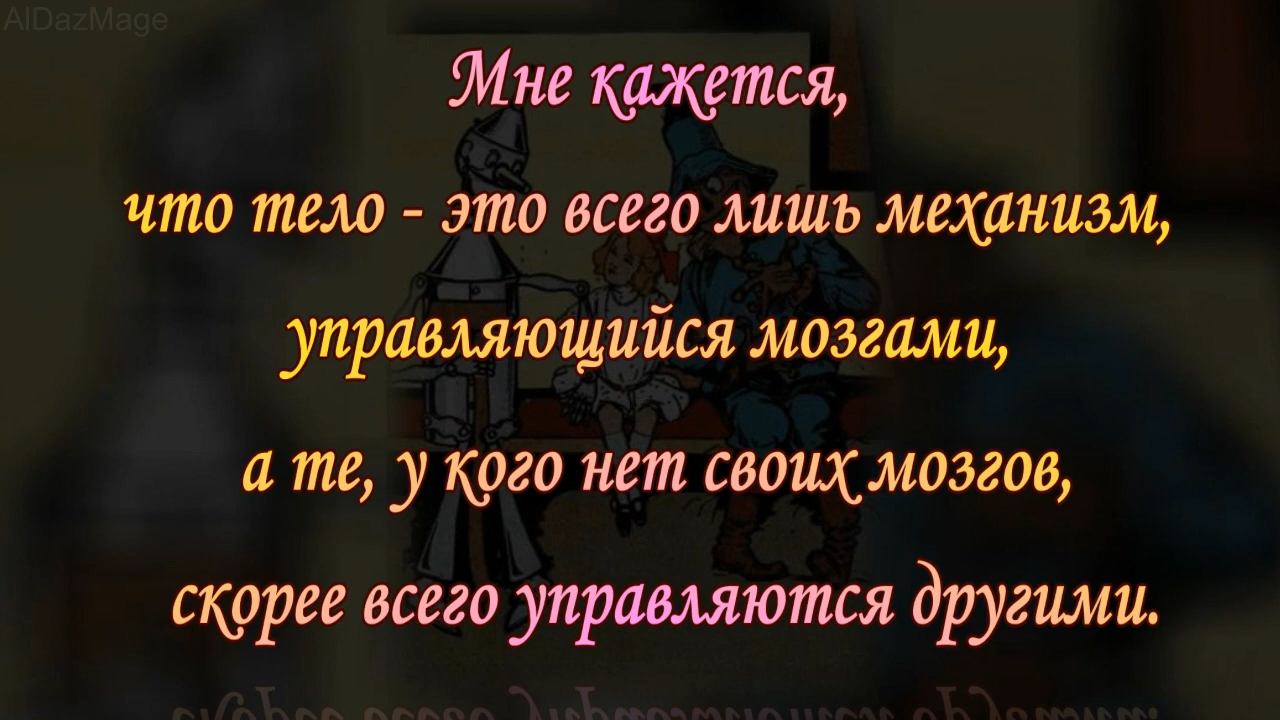 AlDazMage
Мне кажется,
что тело - это всего лишь механизм,
управляющийся мозгами,
а те, у кого нет своих мозгов,
скорее всего управляются другими.